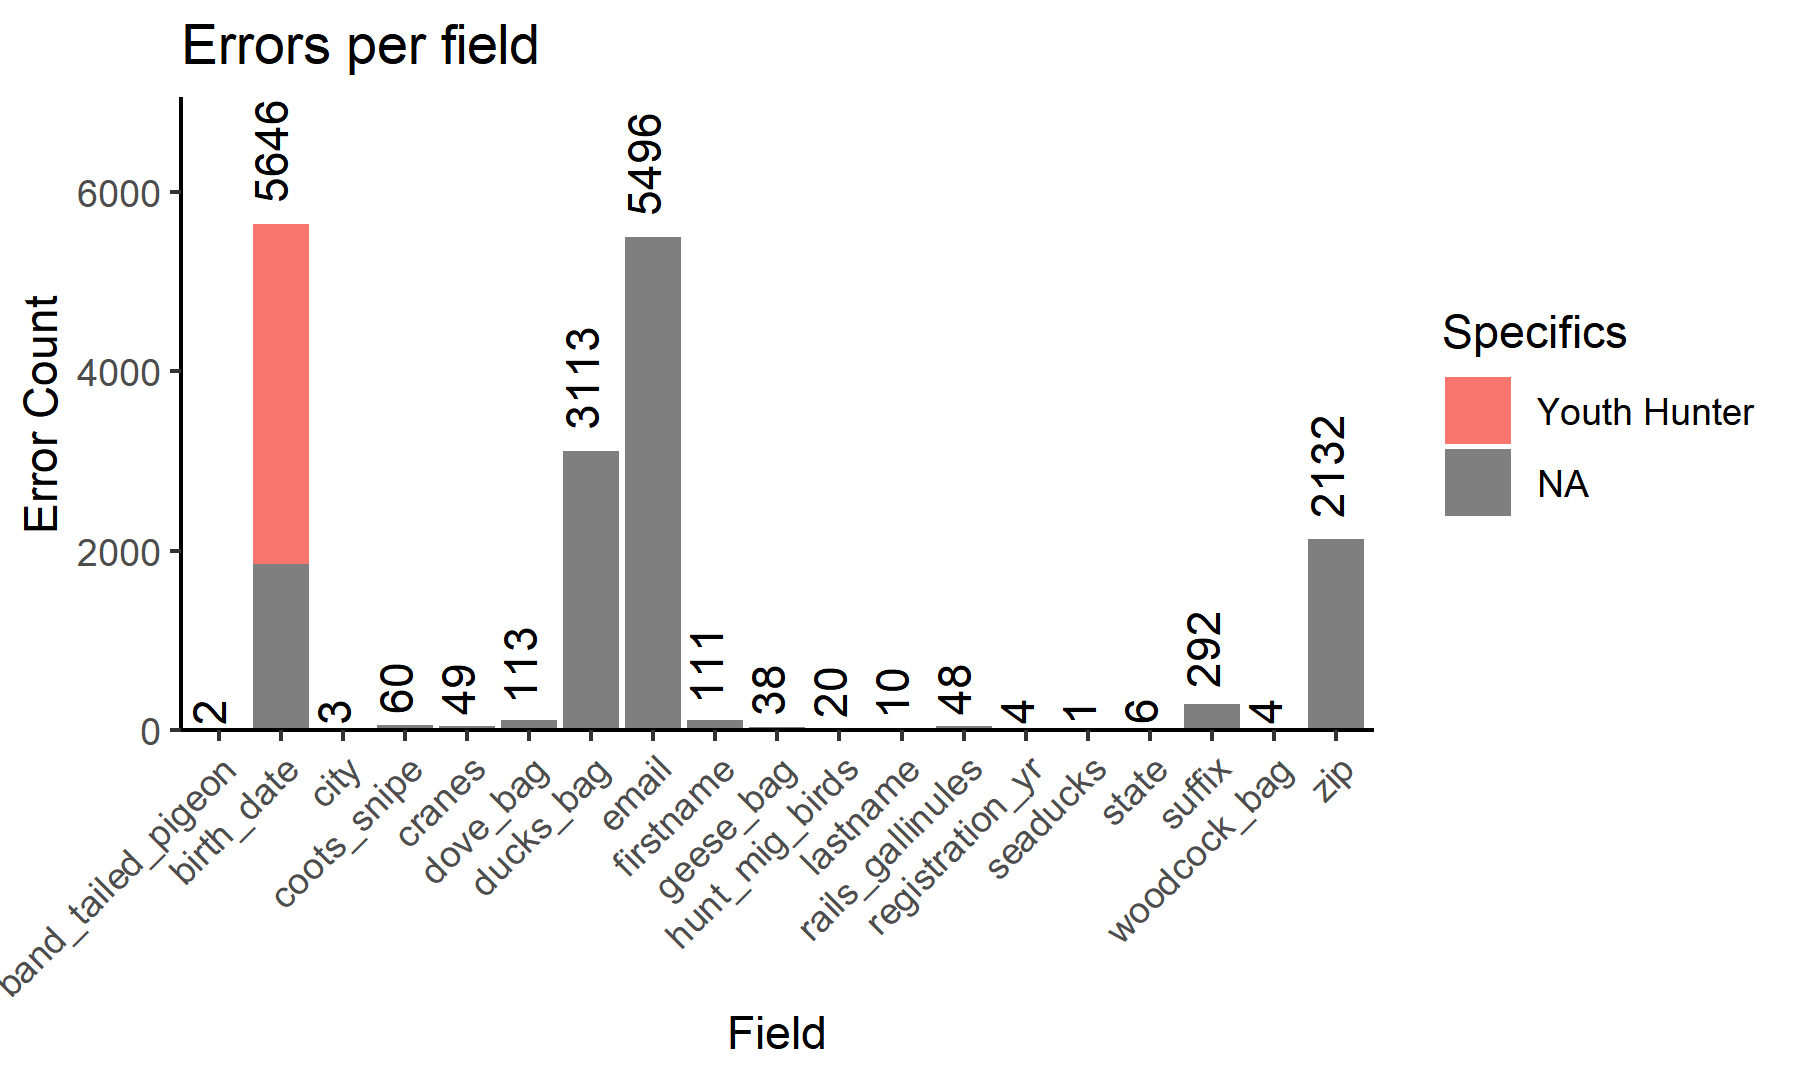 Errors per field
Error Count
6000
4000
2000
0
2
5646
3
60
49
113
3113
5496
111
38
20
10
48
4
1
6
292
4
2132
band_tailed_pigeon
birth_date
city
coots_snipe
cranes
dove_bag
ducks_bag
email
firstname
geese_bag
hunt_mig_birds
lastname
rails_gallinules
registration_yr
seaducks
state
suffix
woodcock_bag
zip
Field
Specifics
Youth Hunter
NA